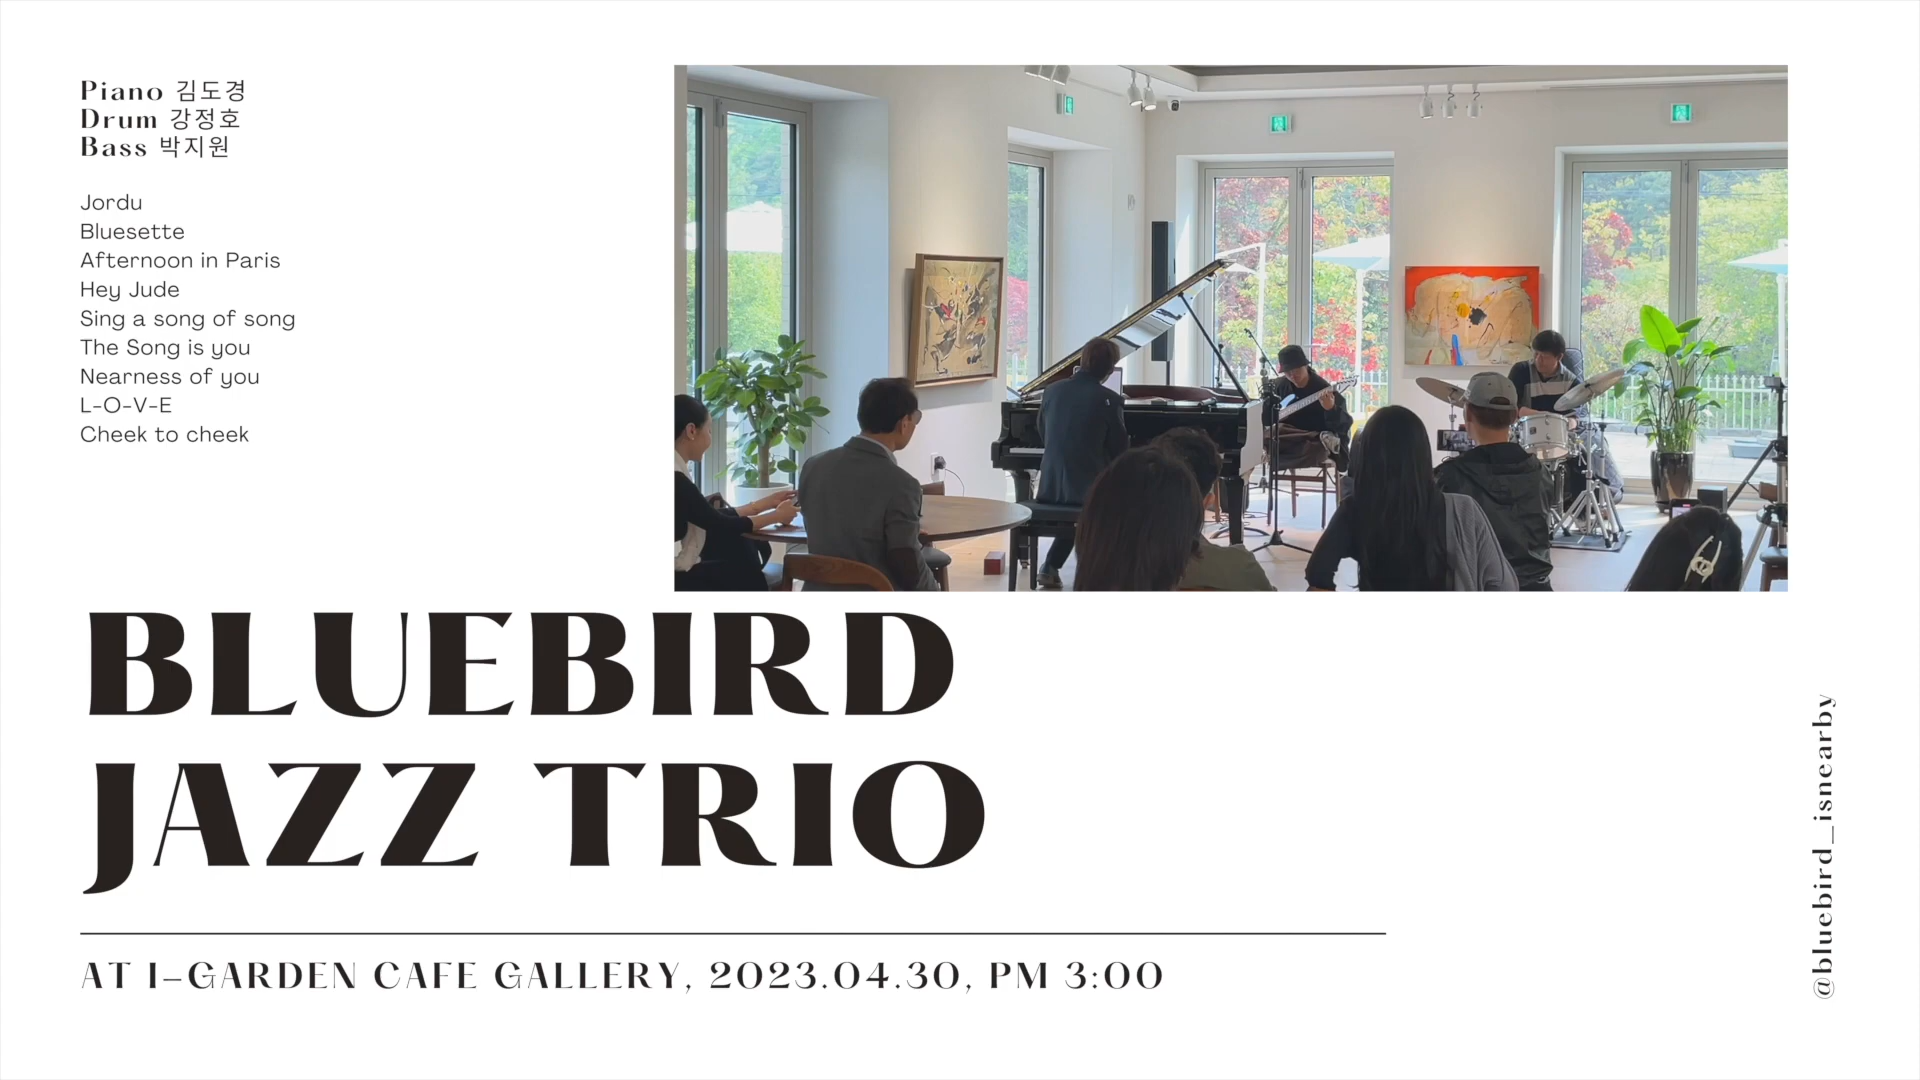 Piano 김도경
Drum 강정호
Bass 박지원
Jordu
Bluesette
Afternoon in Paris
Hey Jude
Sing a song of song
The Song is you
Nearness of you
L-O-V-E
Cheek to cheek
BLUEBIRD
JAZZ TRIO
AT I-GARDEN CAFE GALLERY, 2023.04.30, PM 3:00
@bluebird_isnearby